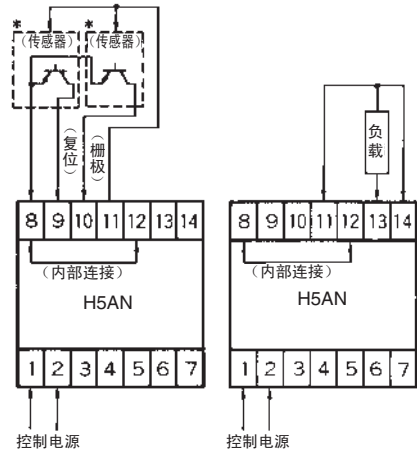 * *
（传感器） （传感器）
（复位）
（栅极）
8 9 10 11 12 13 14
（内部连接）
H5AN
1 2 3 4 5 6 7
控制电源
负载
8 9 10 11 12 13 14
（内部连接）
H5AN
1 2 3 4 5 6 7
控制电源